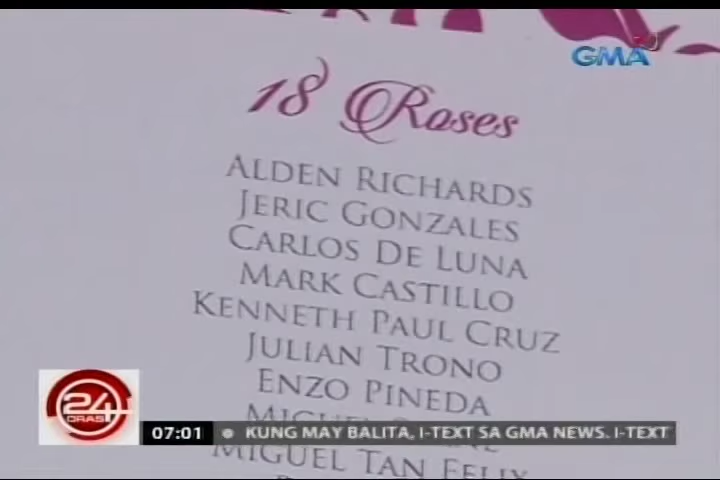 GMA
18 Roses
ALDEN RICHARDS
JERIC GONZALES
CARLOS DE LUNA
MARK CASTILLO
KENNETH PAUL CRUZ
JULIAN TRONO
ENZO PINEDA
MIGUEL TAN FELIX
24 ORAS
07:01 KUNG MAY BALITA, I-TEXT SA GMA NEWS. I-TEXT